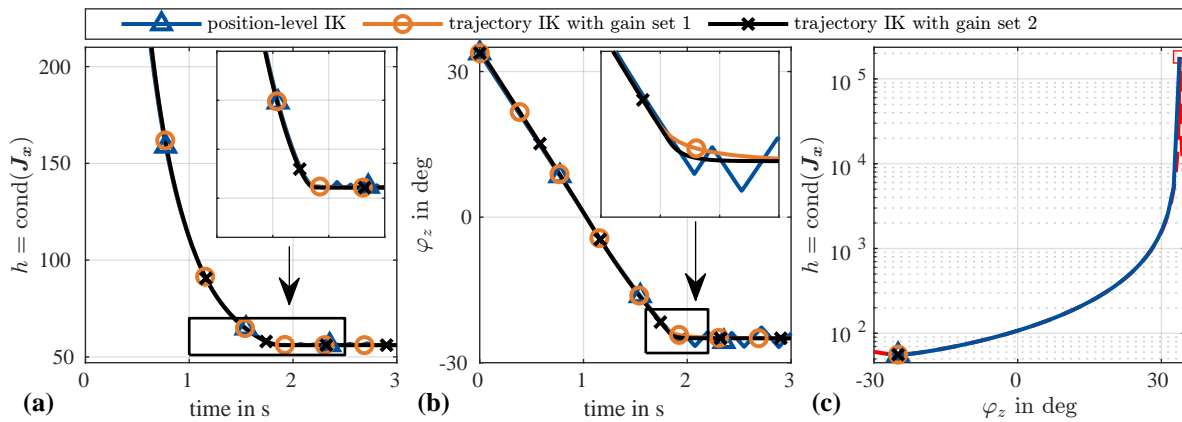 position-level IK trajectory IK with gain set 1 trajectory IK with gain set 2
200
150
100
50
0 1 2 3
h = cond(J_x)
time in s
(a)
30
0
-30
0 1 2 3
φ_z in deg
time in s
(b)
10^5
10^4
10^3
10^2
-30 0 30
h = cond(J_x)
φ_z in deg
(c)